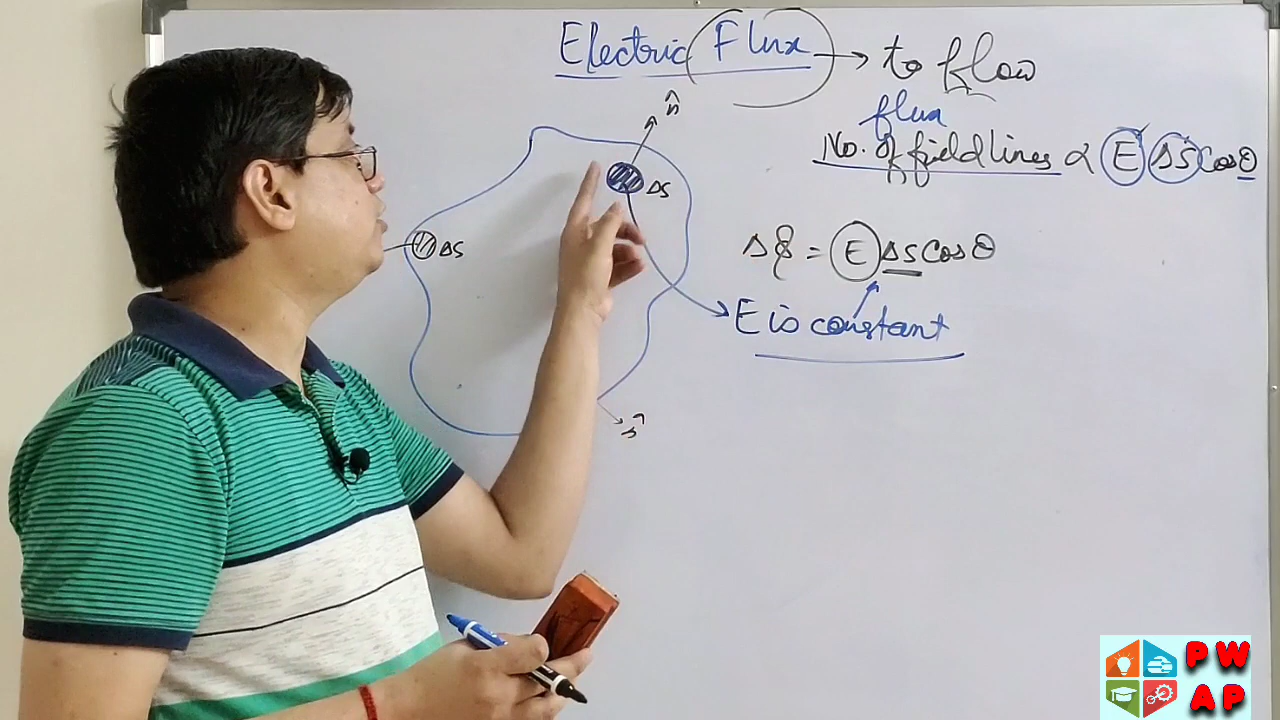 Electric Flux → to flow
flux
No. of field lines ∝ E ΔS cos θ
n̂
ΔS
ΔS
Δϕ = E ΔS cos θ
E is constant
P W
A P